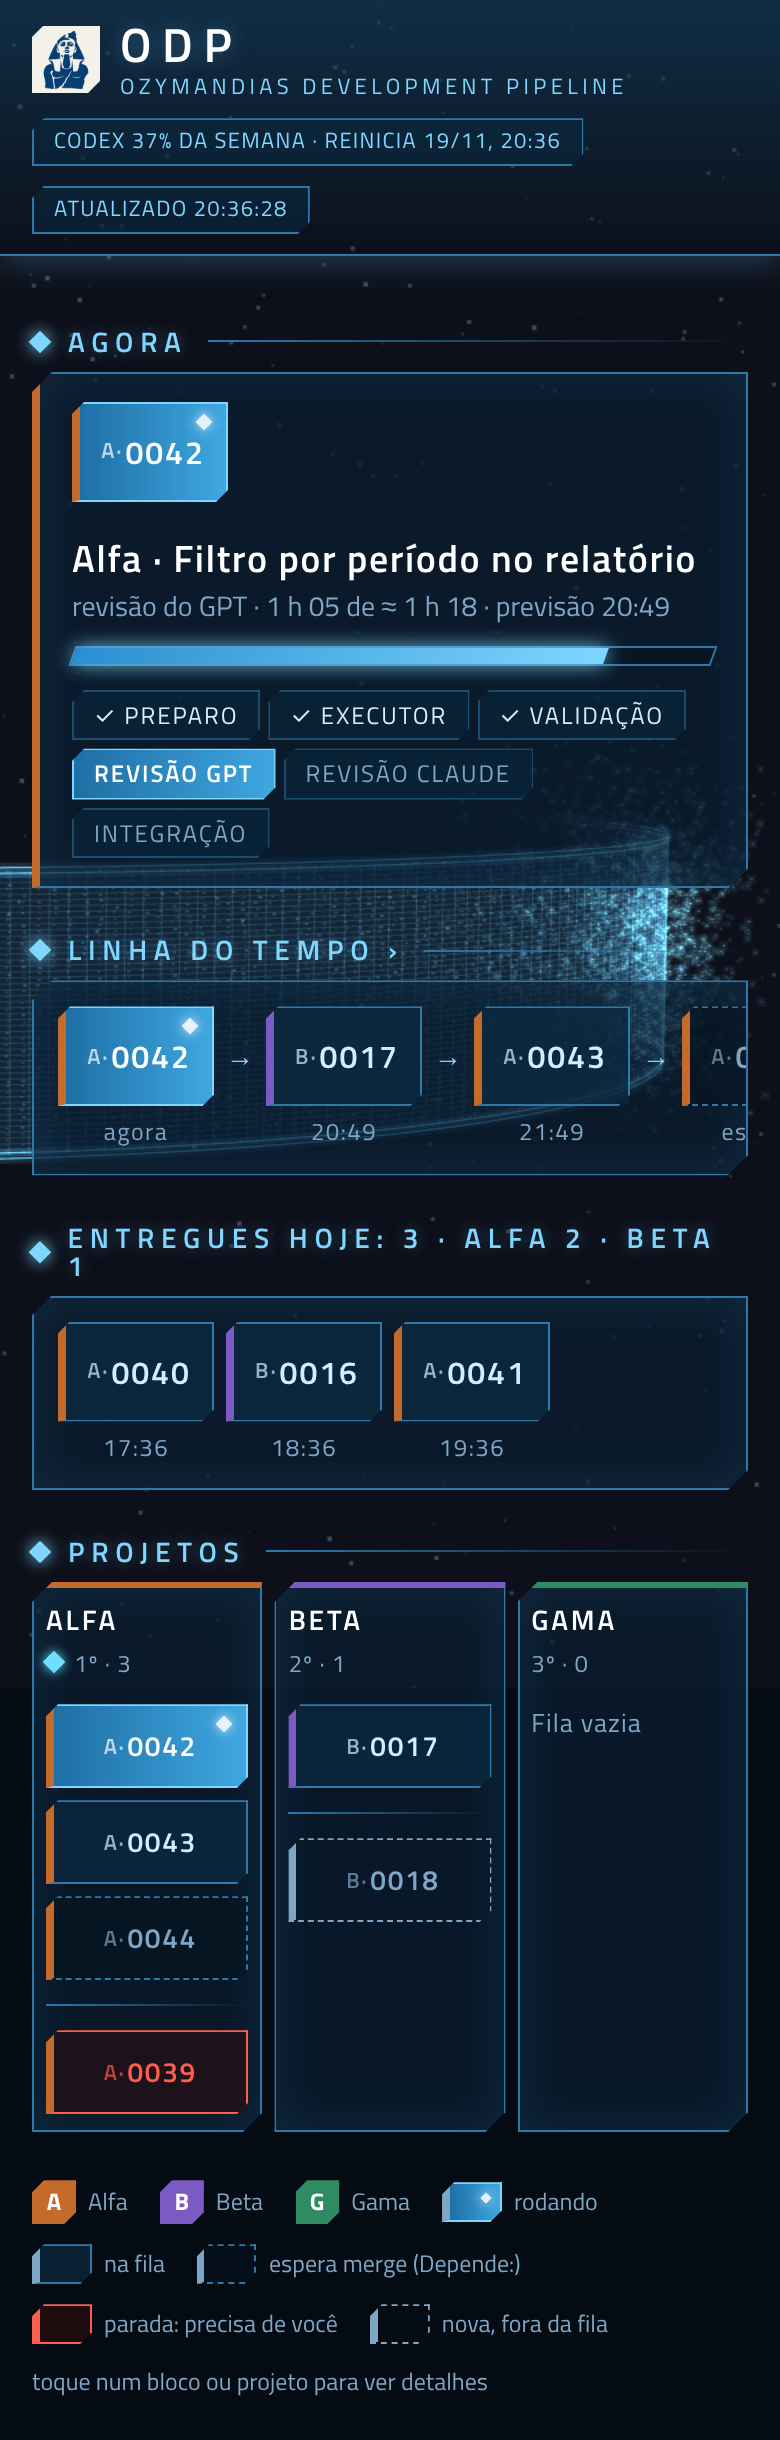 ODP
OZYMANDIAS DEVELOPMENT PIPELINE
CODEX 37% DA SEMANA · REINICIA 19/11, 20:36
ATUALIZADO 20:36:28
AGORA
A·0042
Alfa · Filtro por período no relatório
revisão do GPT · 1 h 05 de ≈ 1 h 18 · previsão 20:49
✓ PREPARO ✓ EXECUTOR ✓ VALIDAÇÃO
REVISÃO GPT REVISÃO CLAUDE
INTEGRAÇÃO
LINHA DO TEMPO ›
A·0042 → B·0017 → A·0043 → A·
agora 20:49 21:49
ENTREGUES HOJE: 3 · ALFA 2 · BETA
1
A·0040 B·0016 A·0041
17:36 18:36 19:36
PROJETOS
ALFA BETA GAMA
1º · 3 2º · 1 3º · 0
A·0042 B·0017 Fila vazia
A·0043 B·0018
A·0044
A·0039
A Alfa B Beta G Gama rodando
na fila espera merge (Depende:)
parada: precisa de você nova, fora da fila
toque num bloco ou projeto para ver detalhes